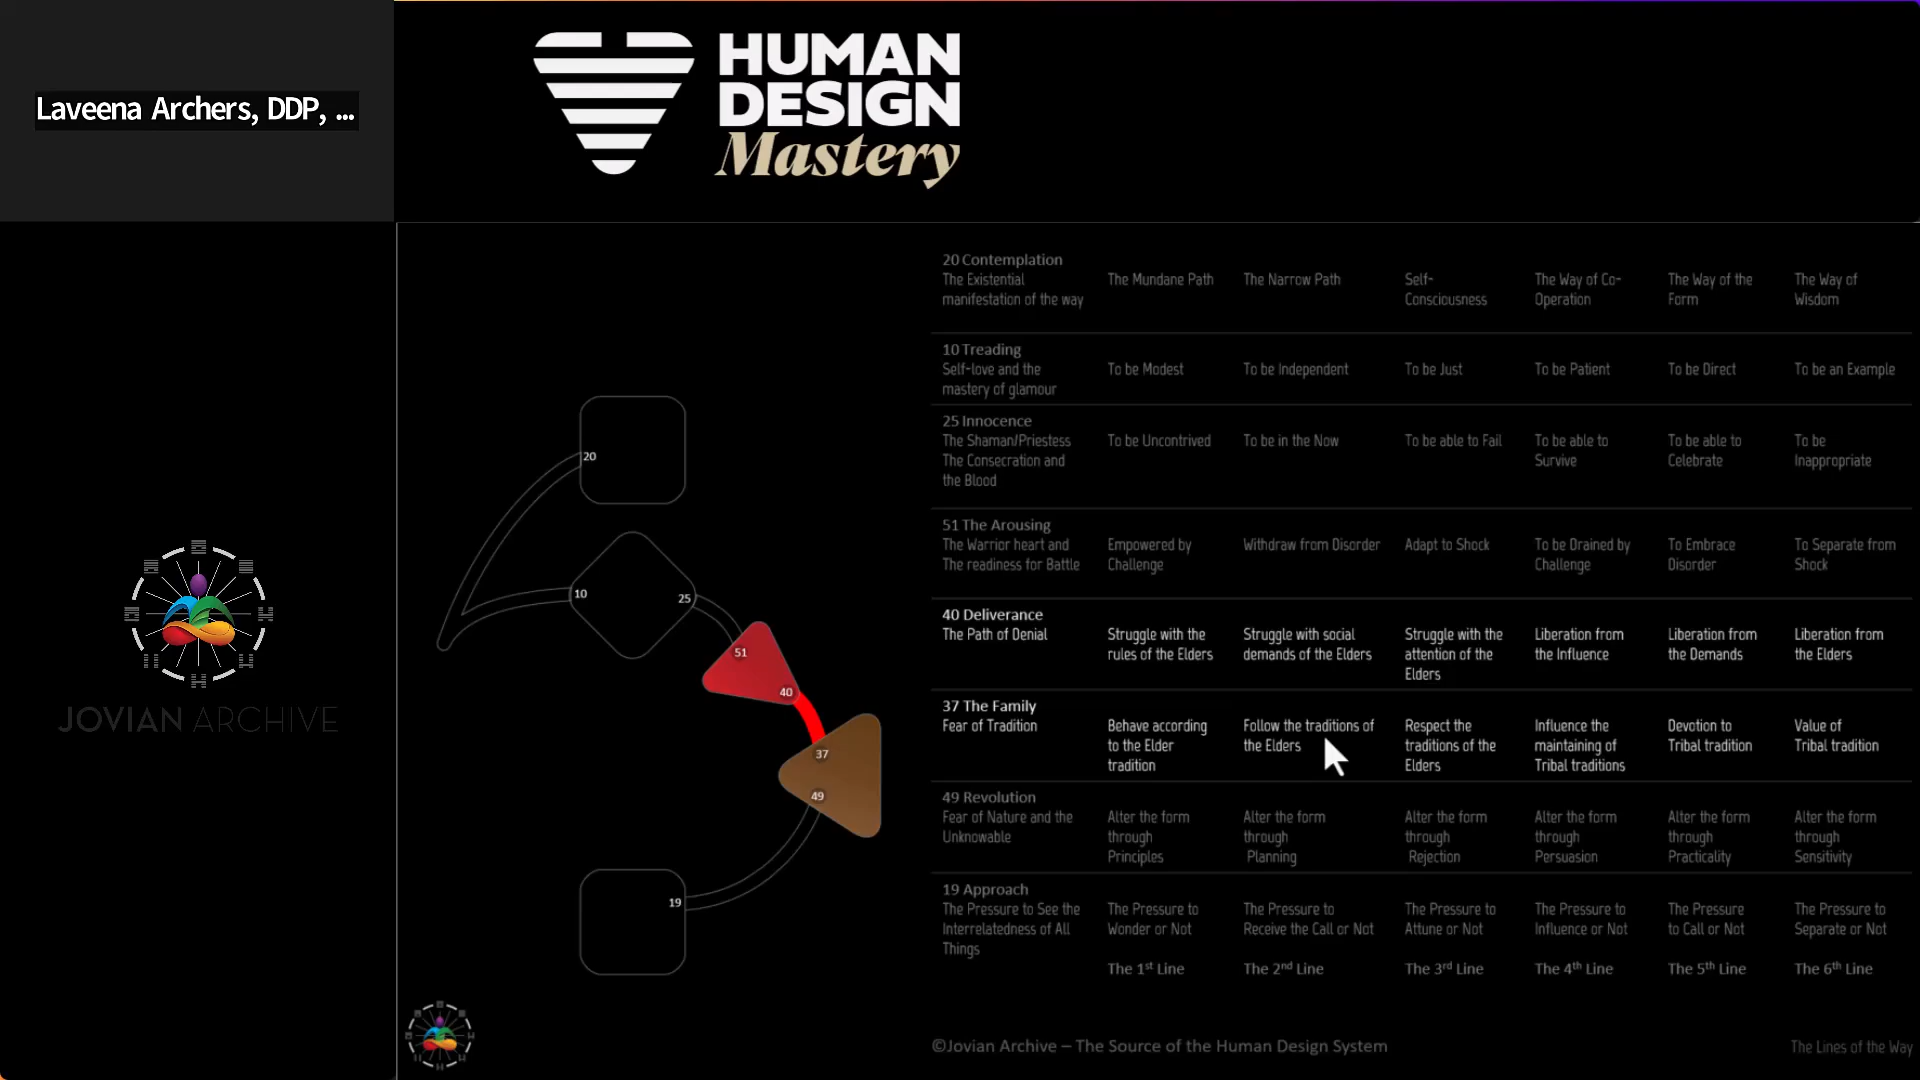 Laveena Archers, DDP, ...
HUMAN
DESIGN
Mastery
JOVIAN ARCHIVE
20
10
25
51
40
37
49
19
20 Contemplation
The Existential
manifestation of the way
The Mundane Path
The Narrow Path
Self-
Consciousness
The Way of Co-
Operation
The Way of the
Form
The Way of
Wisdom
10 Treading
Self-love and the
mastery of glamour
To be Modest
To be Independent
To be Just
To be Patient
To be Direct
To be an Example
25 Innocence
The Shaman/Priestess
The Consecration and
the Blood
To be Uncontrived
To be in the Now
To be able to Fail
To be able to
Survive
To be able to
Celebrate
To be
Inappropriate
51 The Arousing
The Warrior heart and
The readiness for Battle
Empowered by
Challenge
Withdraw from Disorder
Adapt to Shock
To be Drained by
Challenge
To Embrace
Disorder
To Separate from
Shock
40 Deliverance
The Path of Denial
Struggle with the
rules of the Elders
Struggle with social
demands of the Elders
Struggle with the
attention of the
Elders
Liberation from
the Influence
Liberation from
the Demands
Liberation from
the Elders
37 The Family
Fear of Tradition
Behave according
to the Elder
tradition
Follow the traditions of
the Elders
Respect the
traditions of the
Elders
Influence the
maintaining of
Tribal traditions
Devotion to
Tribal tradition
Value of
Tribal tradition
49 Revolution
Fear of Nature and the
Unknowable
Alter the form
through
Principles
Alter the form
through
Planning
Alter the form
through
Rejection
Alter the form
through
Persuasion
Alter the form
through
Practicality
Alter the form
through
Sensitivity
19 Approach
The Pressure to See the
Interrelatedness of All
Things
The Pressure to
Wonder or Not
The Pressure to
Receive the Call or Not
The Pressure to
Attune or Not
The Pressure to
Influence or Not
The Pressure
to Call or Not
The Pressure to
Separate or Not
The 1st Line
The 2nd Line
The 3rd Line
The 4th Line
The 5th Line
The 6th Line
©Jovian Archive – The Source of the Human Design System
The Lines of the Way